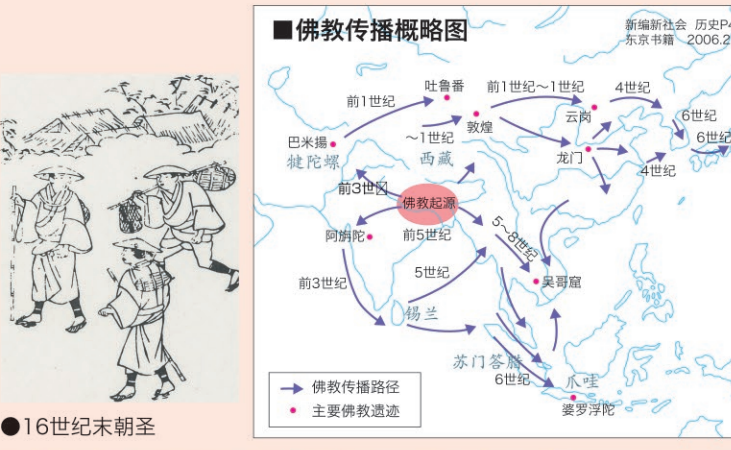 ■佛教传播概略图
新编新社会 历史P4
东京书籍 2006.2
吐鲁番
前1世纪
前1世纪～1世纪
4世纪
云岗
敦煌
6世纪
6世纪
巴米揚
～1世纪
犍陀螺
西藏
龙门
4世纪
前3世
佛教起源
阿旃陀
前5世纪
5～8世纪
前3世纪
5世纪
吴哥窟
锡兰
苏门答腊
6世纪
爪哇
婆罗浮陀
佛教传播路径
主要佛教遗迹
●16世纪末朝圣